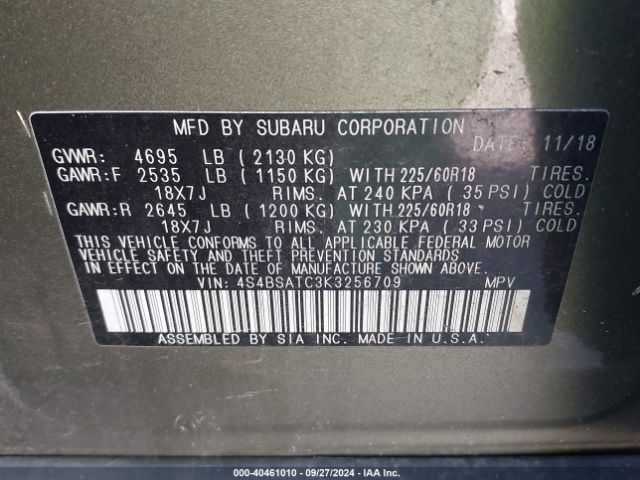 MFD BY SUBARU CORPORATION DATE: 11/18
GVWR: 4695 LB ( 2130 KG)
GAWR:F 2535 LB ( 1150 KG) WITH 225/60R18 TIRES.
18X7J RIMS. AT 240 KPA ( 35 PSI) COLD
GAWR:R 2645 LB ( 1200 KG) WITH 225/60R18 TIRES.
18X7J RIMS. AT 230 KPA ( 33 PSI) COLD
THIS VEHICLE CONFORMS TO ALL APPLICABLE FEDERAL MOTOR
VEHICLE SAFETY AND THEFT PREVENTION STANDARDS
IN EFFECT ON THE DATE OF MANUFACTURE SHOWN ABOVE.
VIN: 4S4BSATC3K3256709 MPV
ASSEMBLED BY SIA INC. MADE IN U.S.A.
000-40461010 - 09/27/2024 - IAA Inc.